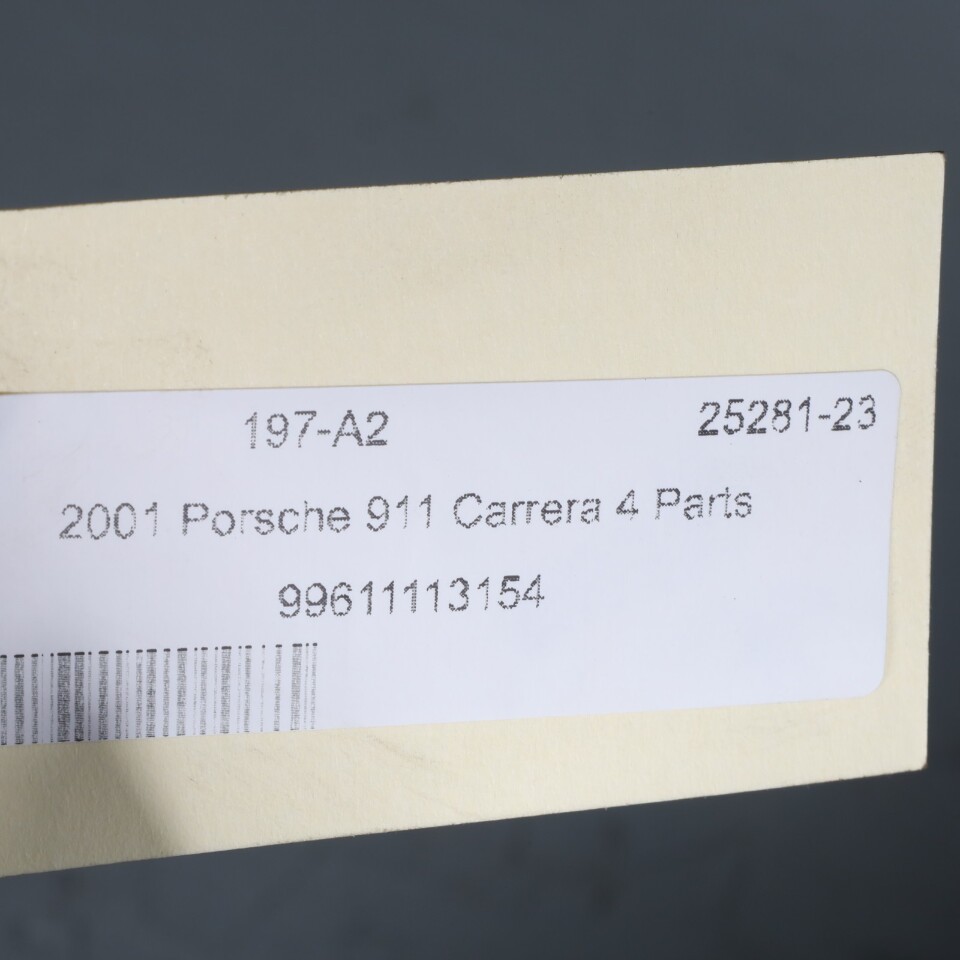 197-A2 25281-23
2001 Porsche 911 Carrera 4 Parts
99611113154